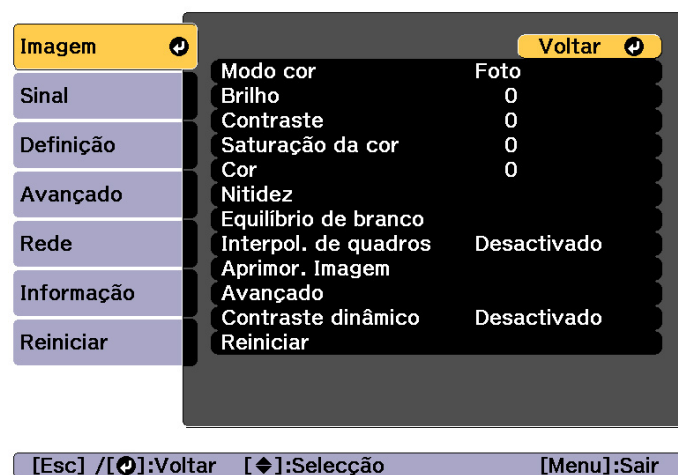 Imagem
Sinal
Definição
Avançado
Rede
Informação
Reiniciar
Voltar
Modo cor Foto
Brilho 0
Contraste 0
Saturação da cor 0
Cor 0
Nitidez
Equilíbrio de branco
Interpol. de quadros Desactivado
Aprimor. Imagem
Avançado
Contraste dinâmico Desactivado
Reiniciar
[Esc] /[ ]:Voltar [ ]:Selecção [Menu]:Sair